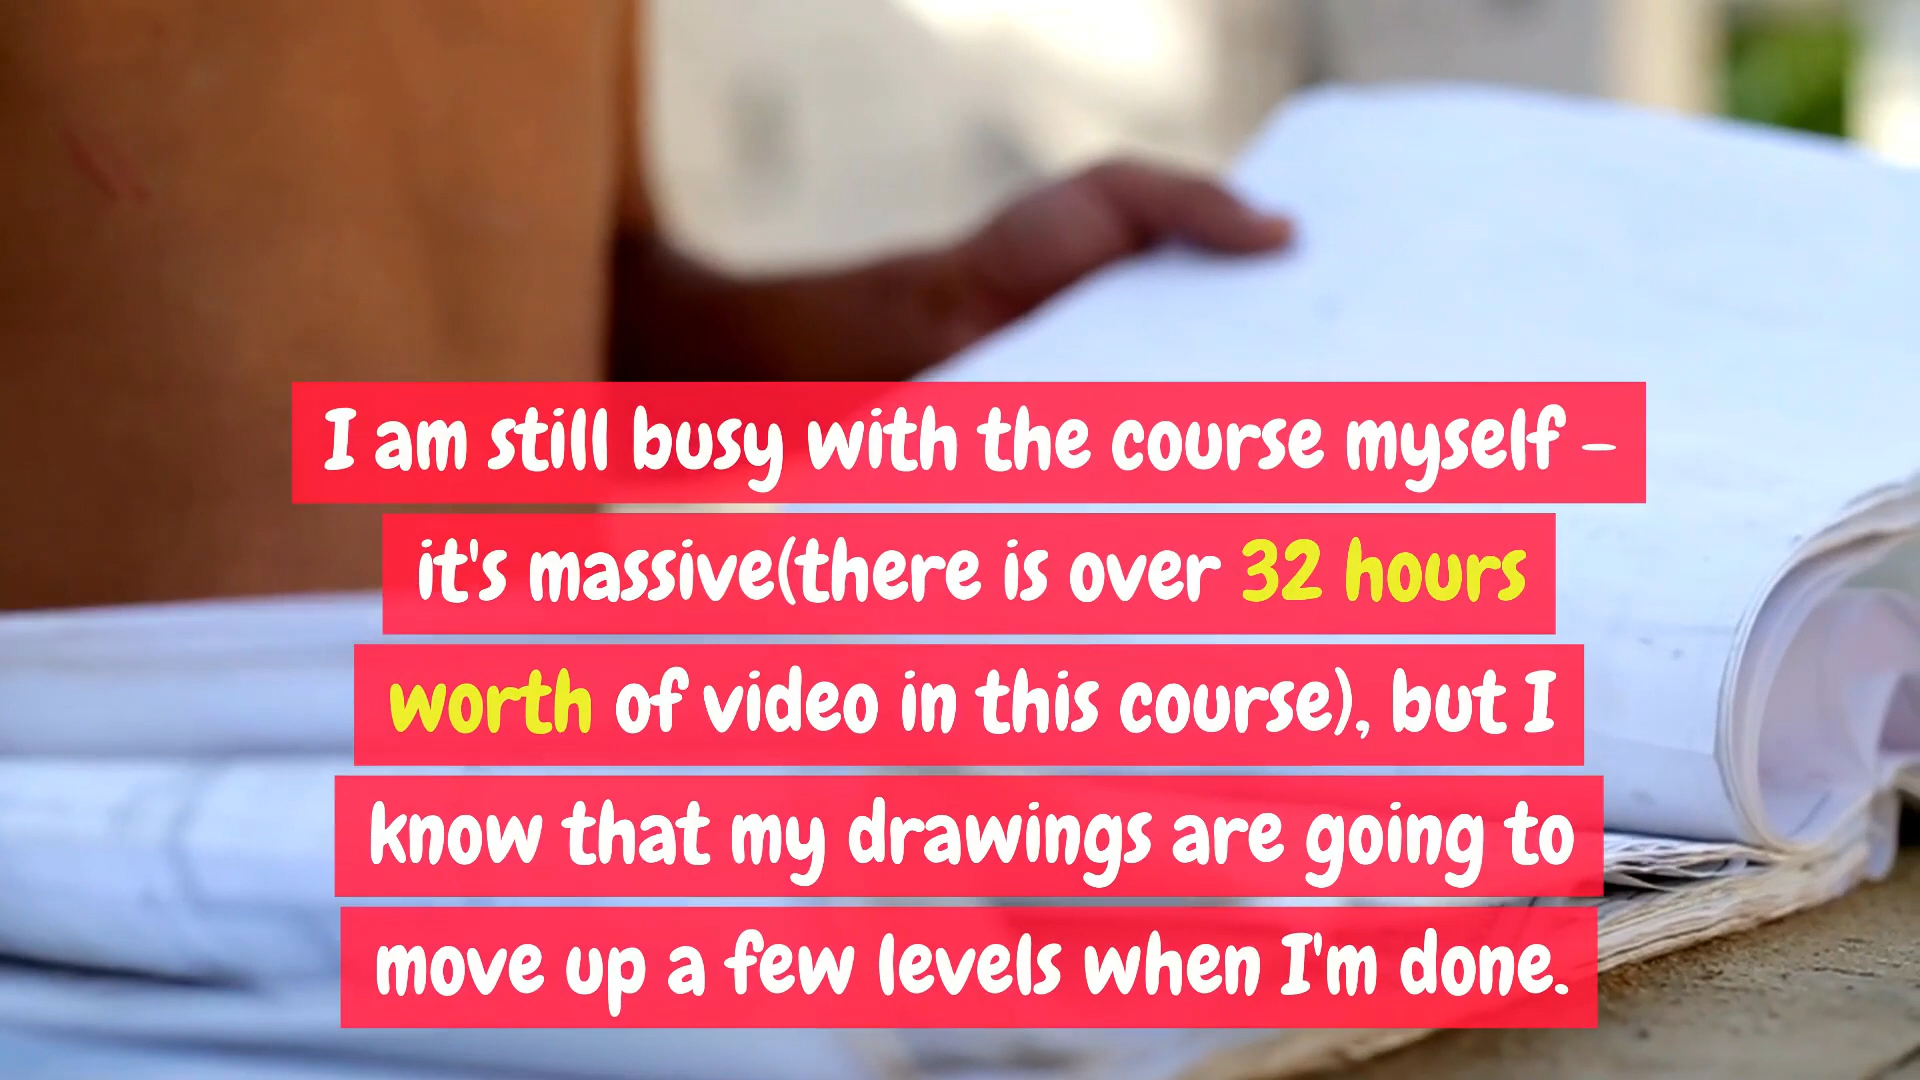 I am still busy with the course myself –
it's massive(there is over 32 hours
worth of video in this course), but I
know that my drawings are going to
move up a few levels when I'm done.